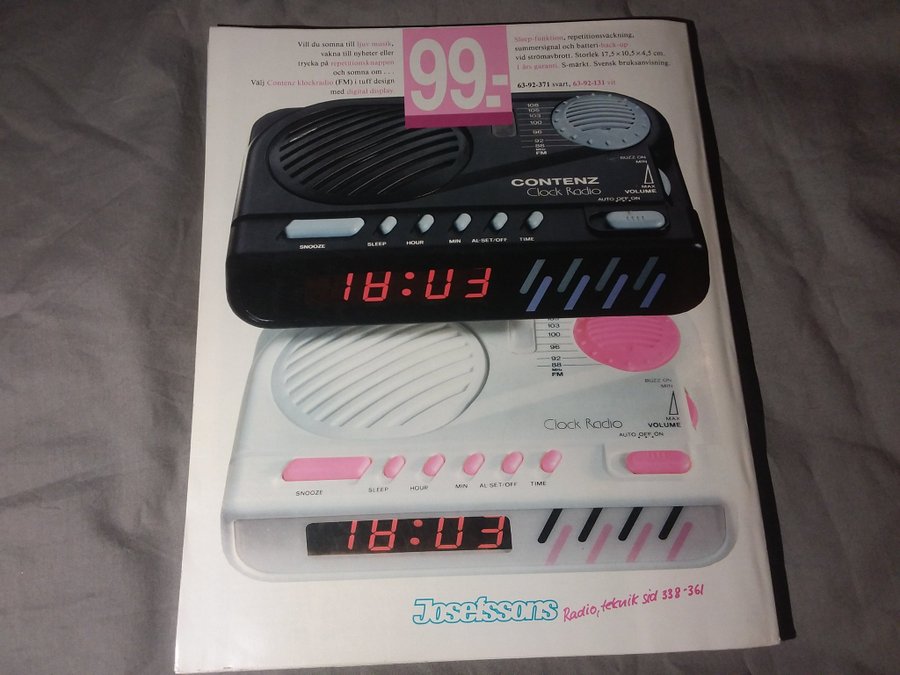 Vill du somna till ljuv musik,
vakna till nyheter eller
trycka på repetitionsknappen
och somna om . . .
Välj Contenz klockradio (FM) i tuff design
med digital display.
99:-
Sleep-funktion, repetitionsväckning,
summersignal och batteri-back-up
vid strömavbrott. Storlek 17,5 × 10,5 × 4,5 cm.
1 års garanti. S-märkt. Svensk bruksanvisning.
63-92-371 svart, 63-92-131 vit
108
105
103
100
96
92
88
MHz
FM
BUZZ ON
MIN
MAX
VOLUME
CONTENZ
Clock Radio
AUTO OFF ON
SNOOZE SLEEP HOUR MIN AL-SET/OFF TIME
103
100
96
92
88
MHz
FM
BUZZ ON
MIN
MAX
VOLUME
Clock Radio
AUTO OFF ON
SNOOZE SLEEP HOUR MIN AL-SET/OFF TIME
Josefssons
Radio, teknik sid 338-361